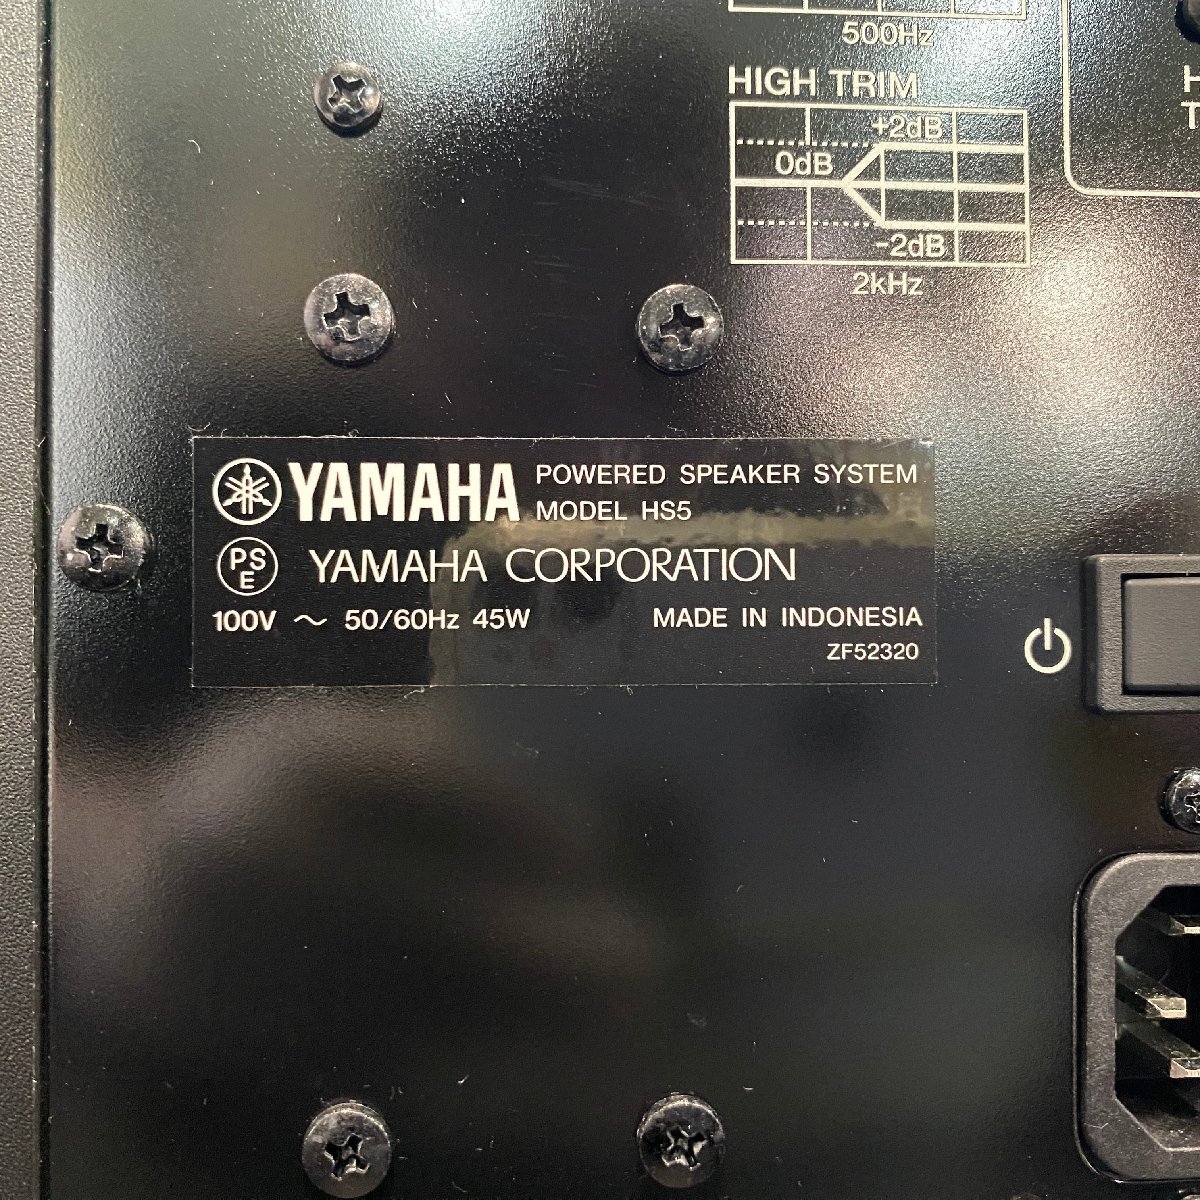 500Hz
HIGH TRIM
+2dB
0dB
-2dB
2kHz
H
T
YAMAHA POWERED SPEAKER SYSTEM
MODEL HS5
PS
E
YAMAHA CORPORATION
100V ~ 50/60Hz 45W MADE IN INDONESIA
ZF52320